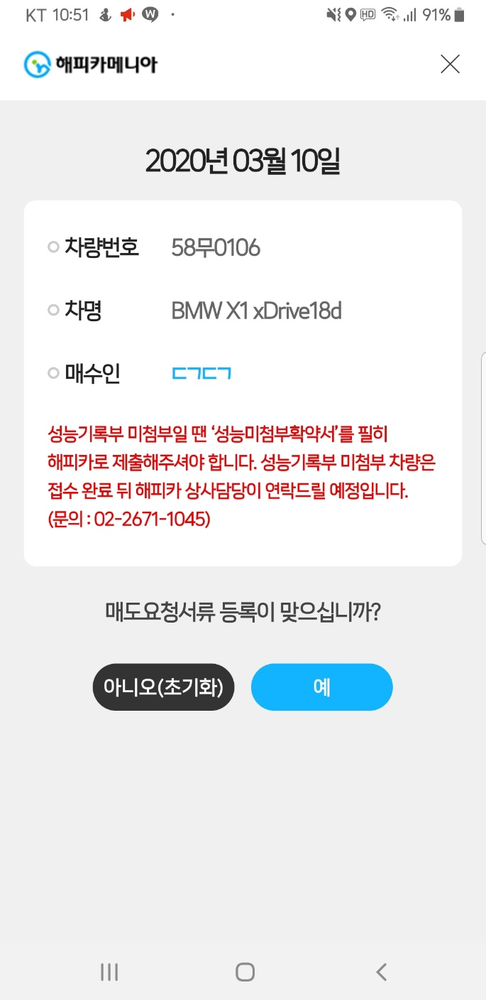 KT 10:51
HD
91%
해피카메니아
2020년 03월 10일
차량번호 58무0106
차명 BMW X1 xDrive18d
매수인 ㄷㄱㄷㄱ
성능기록부 미첨부일 땐 ‘성능미첨부확약서’를 필히
해피카로 제출해주셔야 합니다. 성능기록부 미첨부 차량은
접수 완료 뒤 해피카 상사담당이 연락드릴 예정입니다.
(문의 : 02-2671-1045)
매도요청서류 등록이 맞으십니까?
아니오(초기화) 예